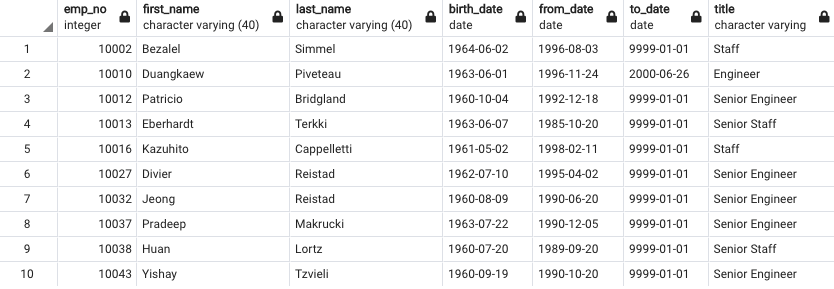 emp_no first_name last_name birth_date from_date to_date title
integer character varying (40) character varying (40) date date date character varying
1 10002 Bezalel Simmel 1964-06-02 1996-08-03 9999-01-01 Staff
2 10010 Duangkaew Piveteau 1963-06-01 1996-11-24 2000-06-26 Engineer
3 10012 Patricio Bridgland 1960-10-04 1992-12-18 9999-01-01 Senior Engineer
4 10013 Eberhardt Terkki 1963-06-07 1985-10-20 9999-01-01 Senior Staff
5 10016 Kazuhito Cappelletti 1961-05-02 1998-02-11 9999-01-01 Staff
6 10027 Divier Reistad 1962-07-10 1995-04-02 9999-01-01 Senior Engineer
7 10032 Jeong Reistad 1960-08-09 1990-06-20 9999-01-01 Senior Engineer
8 10037 Pradeep Makrucki 1963-07-22 1990-12-05 9999-01-01 Senior Engineer
9 10038 Huan Lortz 1960-07-20 1989-09-20 9999-01-01 Senior Staff
10 10043 Yishay Tzvieli 1960-09-19 1990-10-20 9999-01-01 Senior Engineer